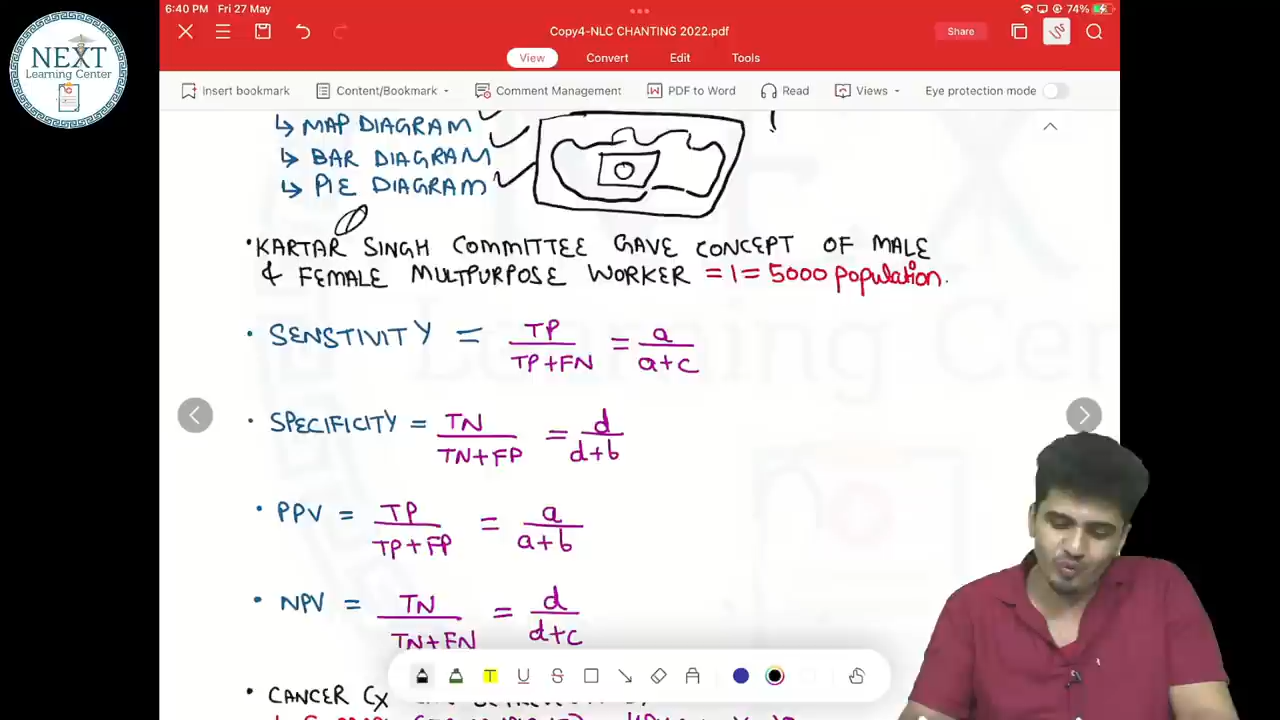 6:40 PM Fri 27 May
74%
NEXT
Learning Center
Copy4-NLC CHANTING 2022.pdf
Share
View Convert Edit Tools
Insert bookmark Content/Bookmark Comment Management PDF to Word Read Views Eye protection mode
↳ MAP DIAGRAM
↳ BAR DIAGRAM
↳ PIE DIAGRAM
• KARTAR SINGH COMMITTEE GAVE CONCEPT OF MALE
& FEMALE MULTPURPOSE WORKER = 1 = 5000 population.
• SENSTIVITY = TP / TP+FN = a / a+c
• SPECIFICITY = TN / TN+FP = d / d+b
• PPV = TP / TP+FP = a / a+b
• NPV = TN / TN+FN = d / d+c
• CANCER CX
Learning Cen